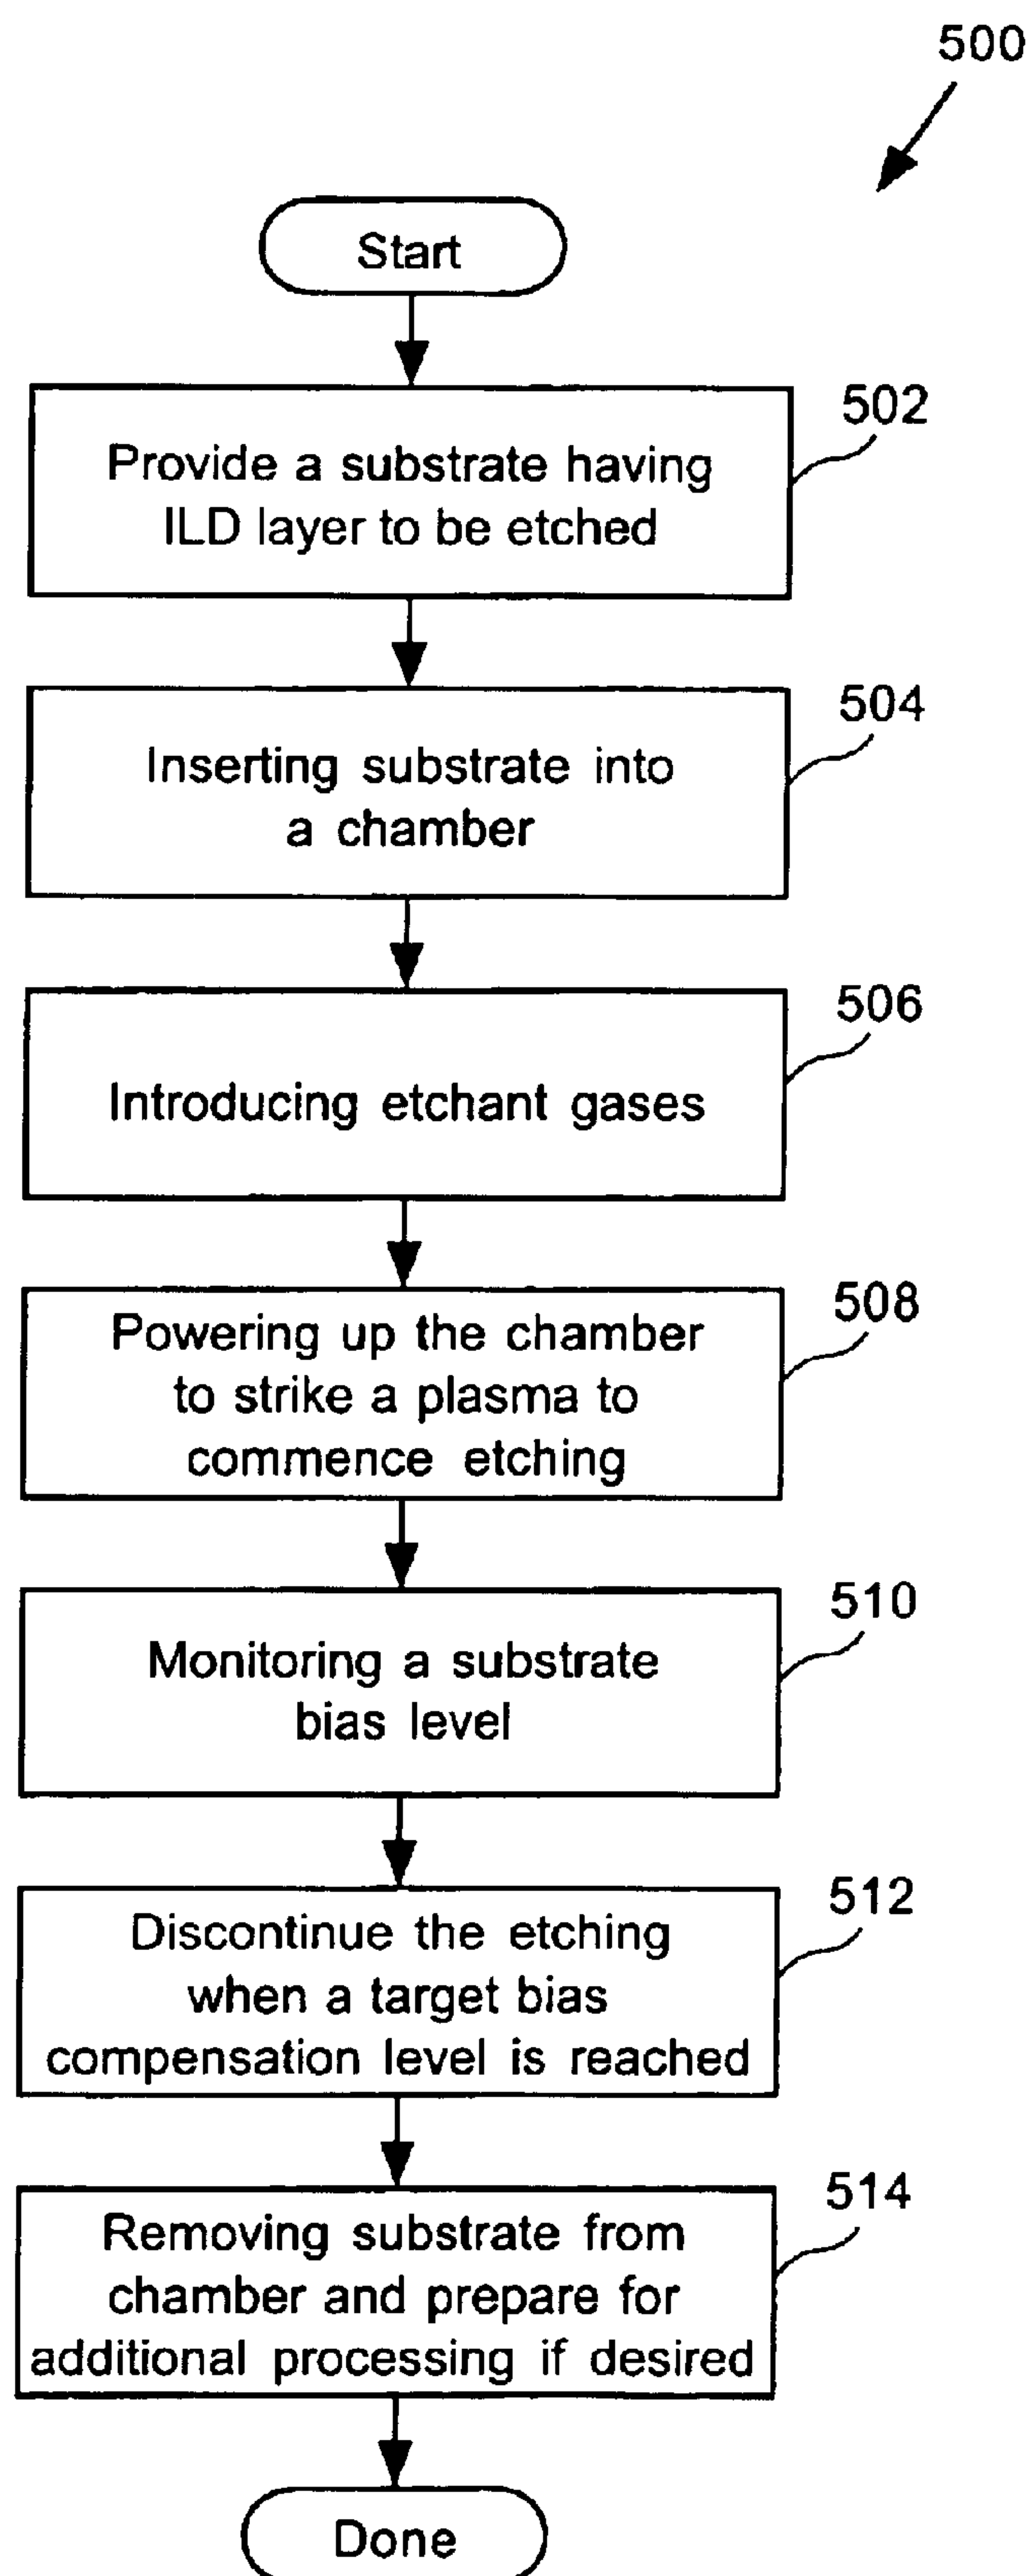 500
Start
502
Provide a substrate having
ILD layer to be etched
504
Inserting substrate into
a chamber
506
Introducing etchant gases
508
Powering up the chamber
to strike a plasma to
commence etching
510
Monitoring a substrate
bias level
512
Discontinue the etching
when a target bias
compensation level is reached
514
Removing substrate from
chamber and prepare for
additional processing if desired
Done